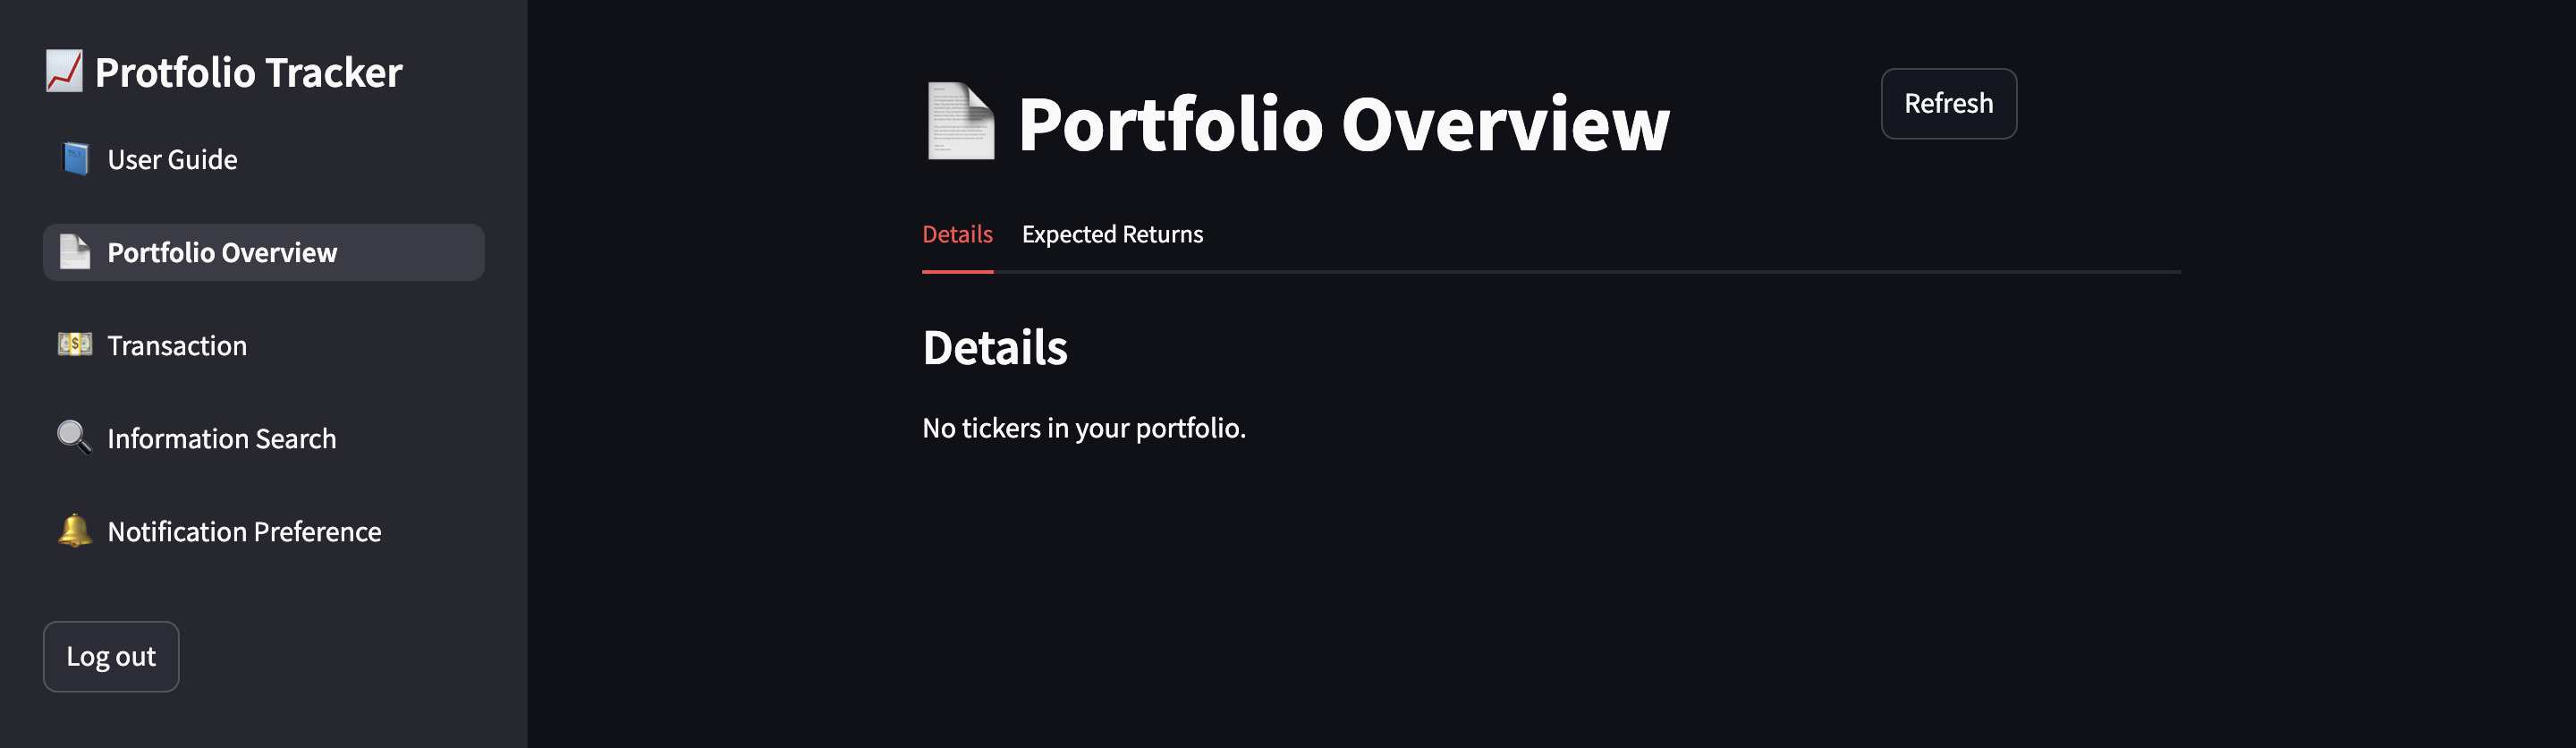 Protfolio Tracker
User Guide
Portfolio Overview
Transaction
Information Search
Notification Preference
Log out
Portfolio Overview
Refresh
Details
Expected Returns
Details
No tickers in your portfolio.